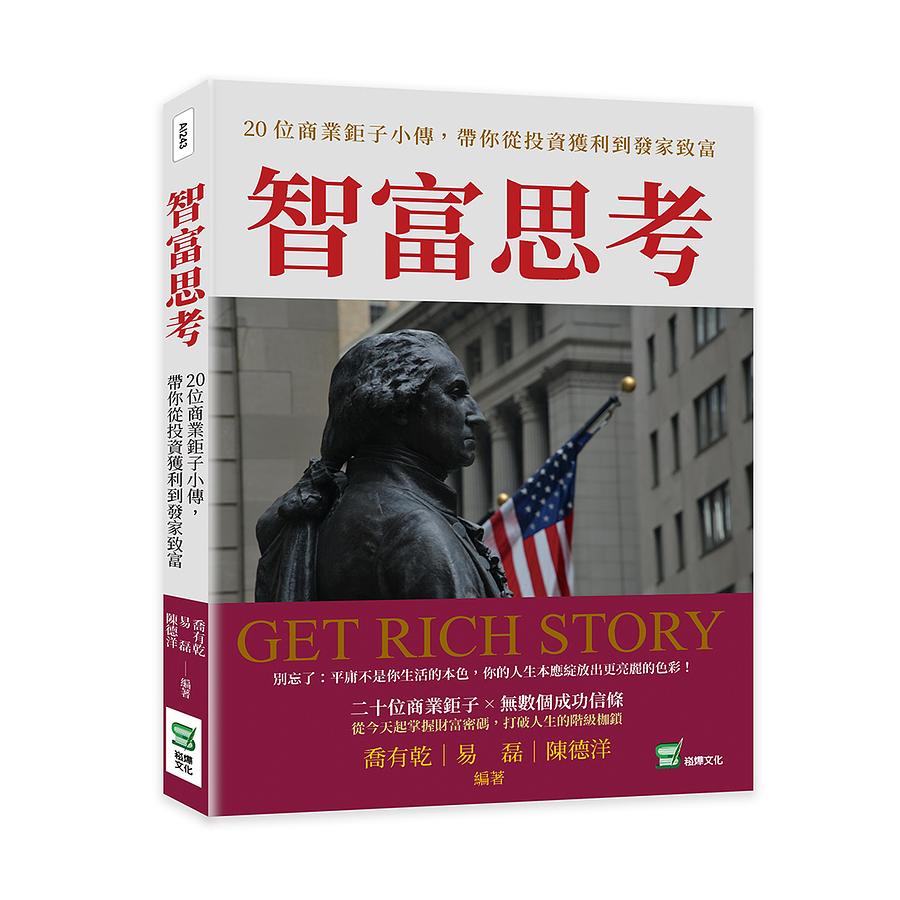 20位商業鉅子小傳，帶你從投資獲利到發家致富
智富思考
GET RICH STORY
別忘了：平庸不是你生活的本色，你的人生本應綻放出更亮麗的色彩！
二十位商業鉅子×無數個成功信條
從今天起掌握財富密碼，打破人生的階級枷鎖
喬有乾｜易　磊｜陳德洋
編著
崧燁文化
A1243
智富思考
20位商業鉅子小傳，
帶你從投資獲利到發家致富
喬有乾
易　磊
陳德洋
—編著
崧燁
文化